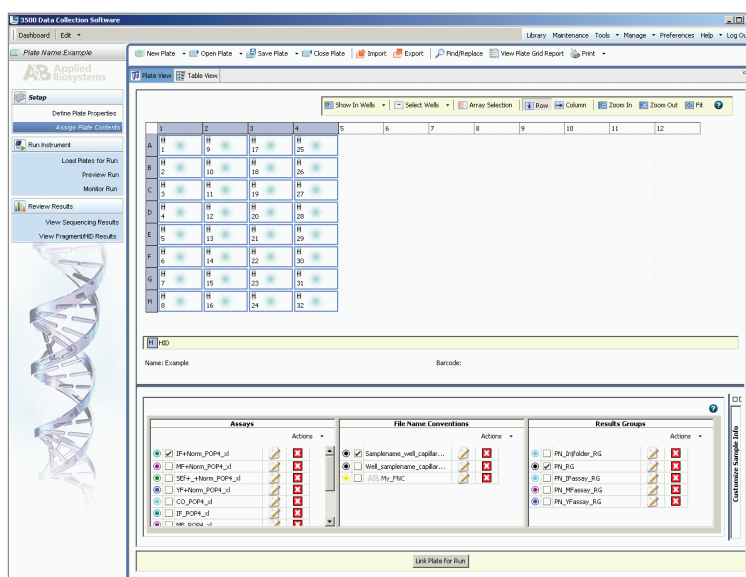 3500 Data Collection Software
Dashboard Edit Library Maintenance Tools Manage Preferences Help Log Ou
Plate Name:Example
New Plate Open Plate Save Plate Close Plate Import Export Find/Replace View Plate Grid Report Print
AB Applied Biosystems
Plate View Table View
Setup
Define Plate Properties
Assign Plate Contents
Run Instrument
Load Plates for Run
Preview Run
Monitor Run
Review Results
View Sequencing Results
View Fragment/HID Results
Show In Wells Select Wells Array Selection Row Column Zoom In Zoom Out Fit
1 2 3 4 5 6 7 8 9 10 11 12
A H 1 H 9 H 17 H 25
B H 2 H 10 H 18 H 26
C H 3 H 11 H 19 H 27
D H 4 H 12 H 20 H 28
E H 5 H 13 H 21 H 29
F H 6 H 14 H 22 H 30
G H 7 H 15 H 23 H 31
H H 8 H 16 H 24 H 32
H HID
Name: Example Barcode:
Assays
Actions
IF+Norm_POP4_xl
MF+Norm_POP4_xl
SEf+_+Norm_POP4_xl
YF+Norm_POP4_xl
CO_POP4_xl
IF_POP4_xl
MF_POP4_xl
File Name Conventions
Actions
Samplename_well_capillar...
Well_samplename_capillar...
AB My_FNC
Results Groups
Actions
PN_Injfolder_RG
PN_RG
PN_IFassay_RG
PN_MFassay_RG
PN_YFassay_RG
Customize Sample Info
Link Plate for Run